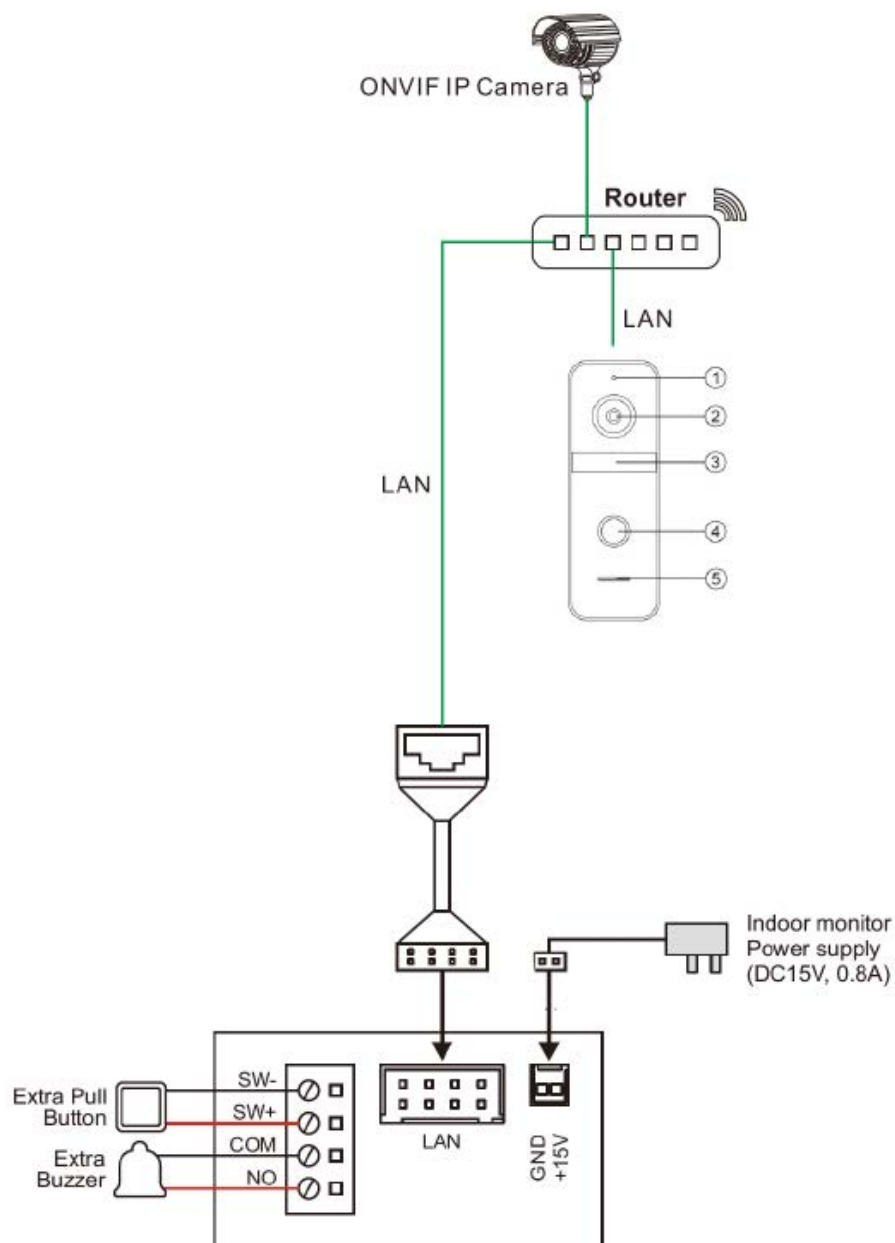 ONVIF IP Camera
Router
LAN
1
2
3
4
5
LAN
Indoor monitor
Power supply
(DC15V, 0.8A)
Extra Pull
Button
Extra
Buzzer
SW-
SW+
COM
NO
LAN
GND
+15V